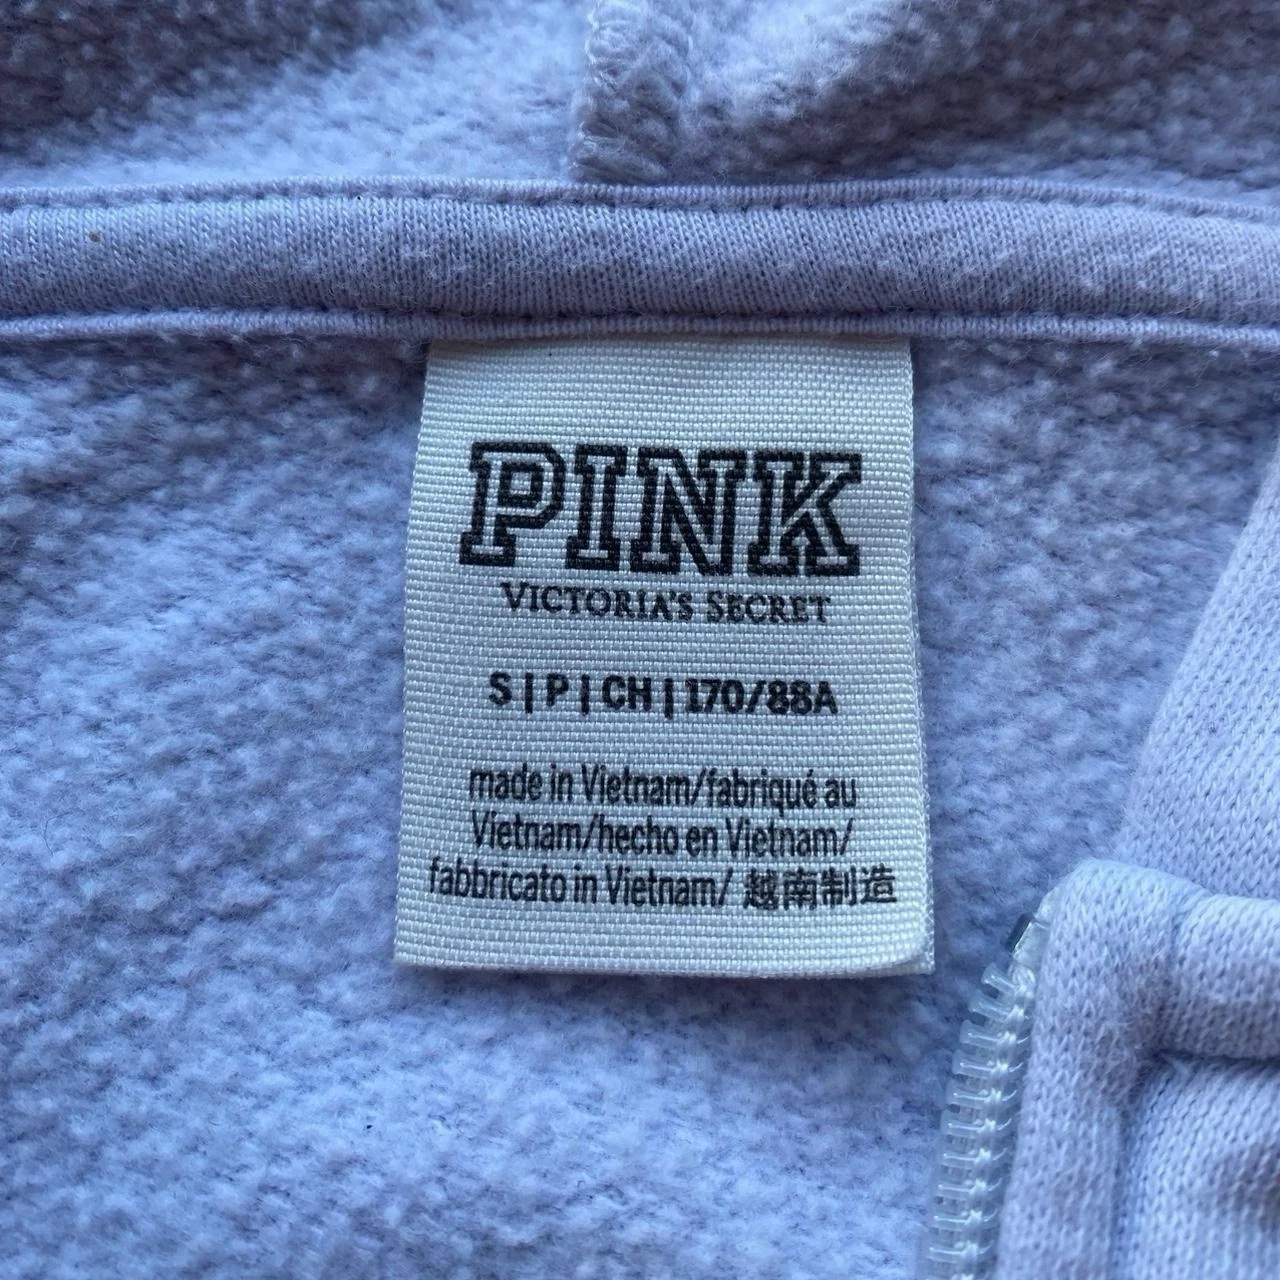 PINK
VICTORIA'S SECRET
S | P | CH | 170/88A
made in Vietnam/fabriqué au
Vietnam/hecho en Vietnam/
fabbricato in Vietnam/ 越南制造